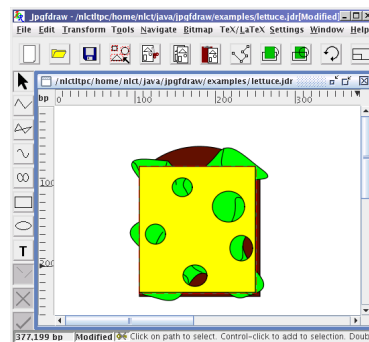 Jpgfdraw - /nlctltpc/home/nlct/java/jpgfdraw/examples/lettuce.jdr[Modified]
File Edit Transform Tools Navigate Bitmap TeX/LaTeX Settings Window Help
/nlctltpc/home/nlct/java/jpgfdraw/examples/lettuce.jdr
bp 0 100 200 300
100
200
T
377,199 bp Modified Click on path to select. Control-click to add to selection. Doub